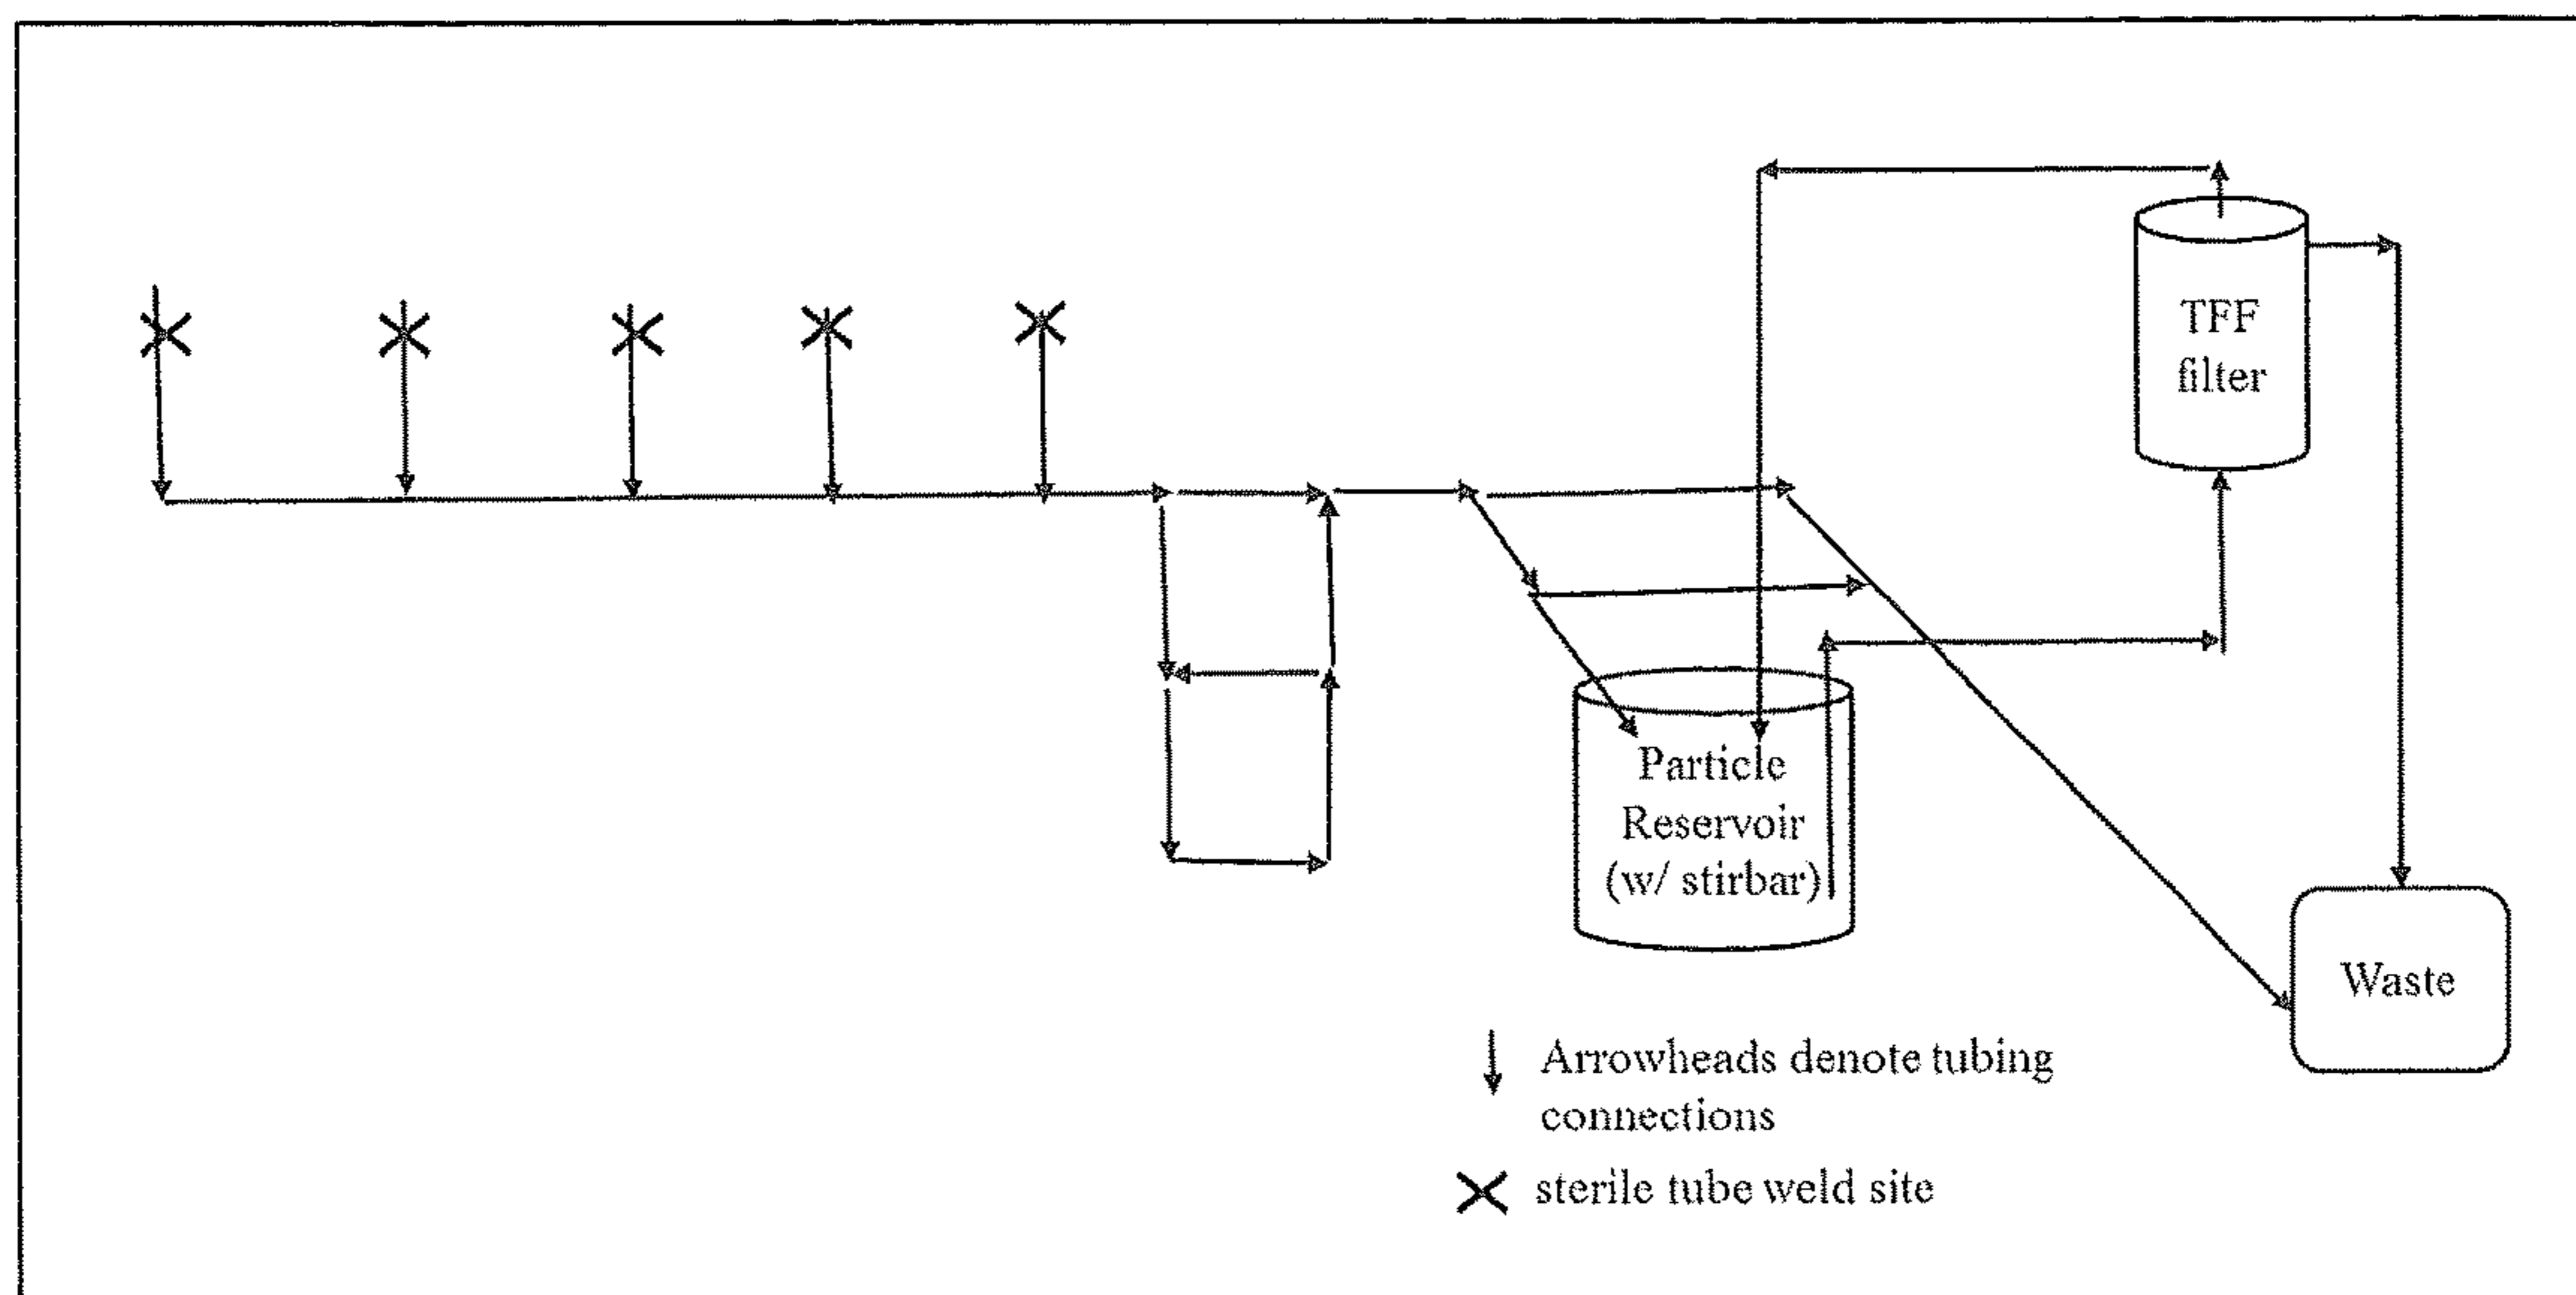 TFF
filter
Particle
Reservoir
(w/ stirbar)
Waste
Arrowheads denote tubing
connections
sterile tube weld site